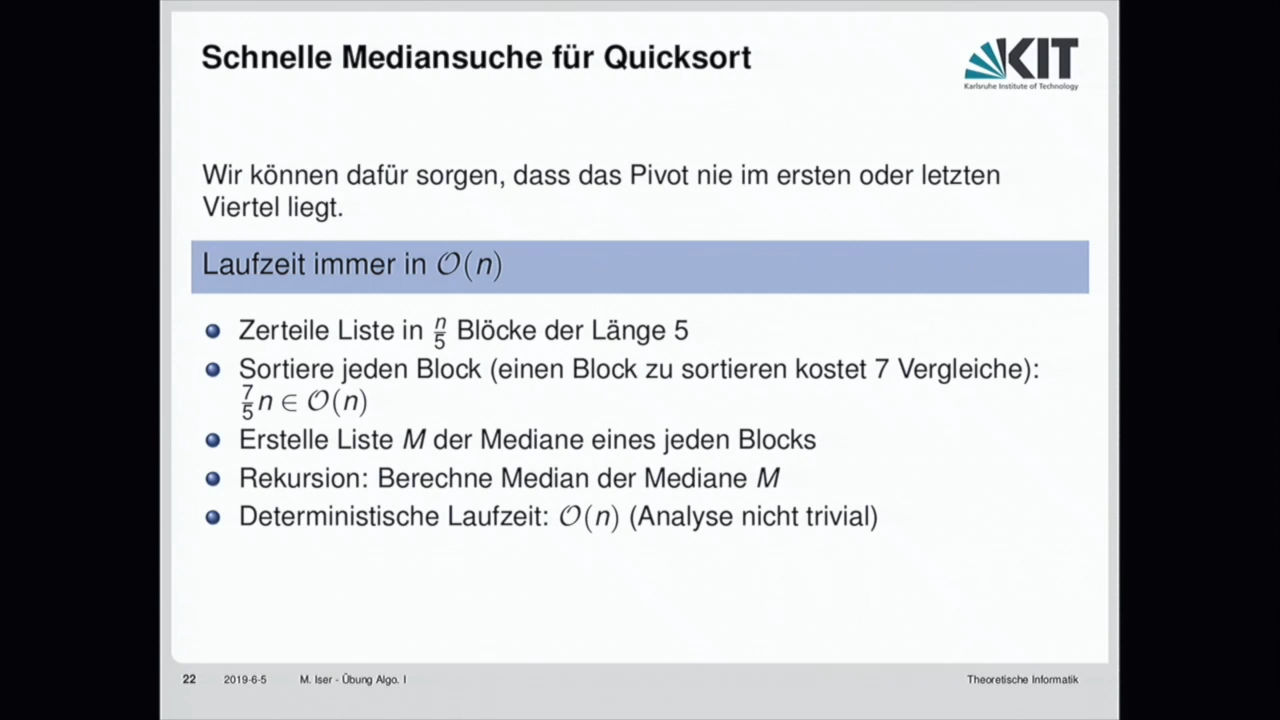 Schnelle Mediansuche für Quicksort
KIT
Karlsruhe Institute of Technology
Wir können dafür sorgen, dass das Pivot nie im ersten oder letzten
Viertel liegt.
Laufzeit immer in 𝒪(n)
Zerteile Liste in n/5 Blöcke der Länge 5
Sortiere jeden Block (einen Block zu sortieren kostet 7 Vergleiche):
7/5 n ∈ 𝒪(n)
Erstelle Liste M der Mediane eines jeden Blocks
Rekursion: Berechne Median der Mediane M
Deterministische Laufzeit: 𝒪(n) (Analyse nicht trivial)
22 2019-6-5 M. Iser - Übung Algo. I Theoretische Informatik